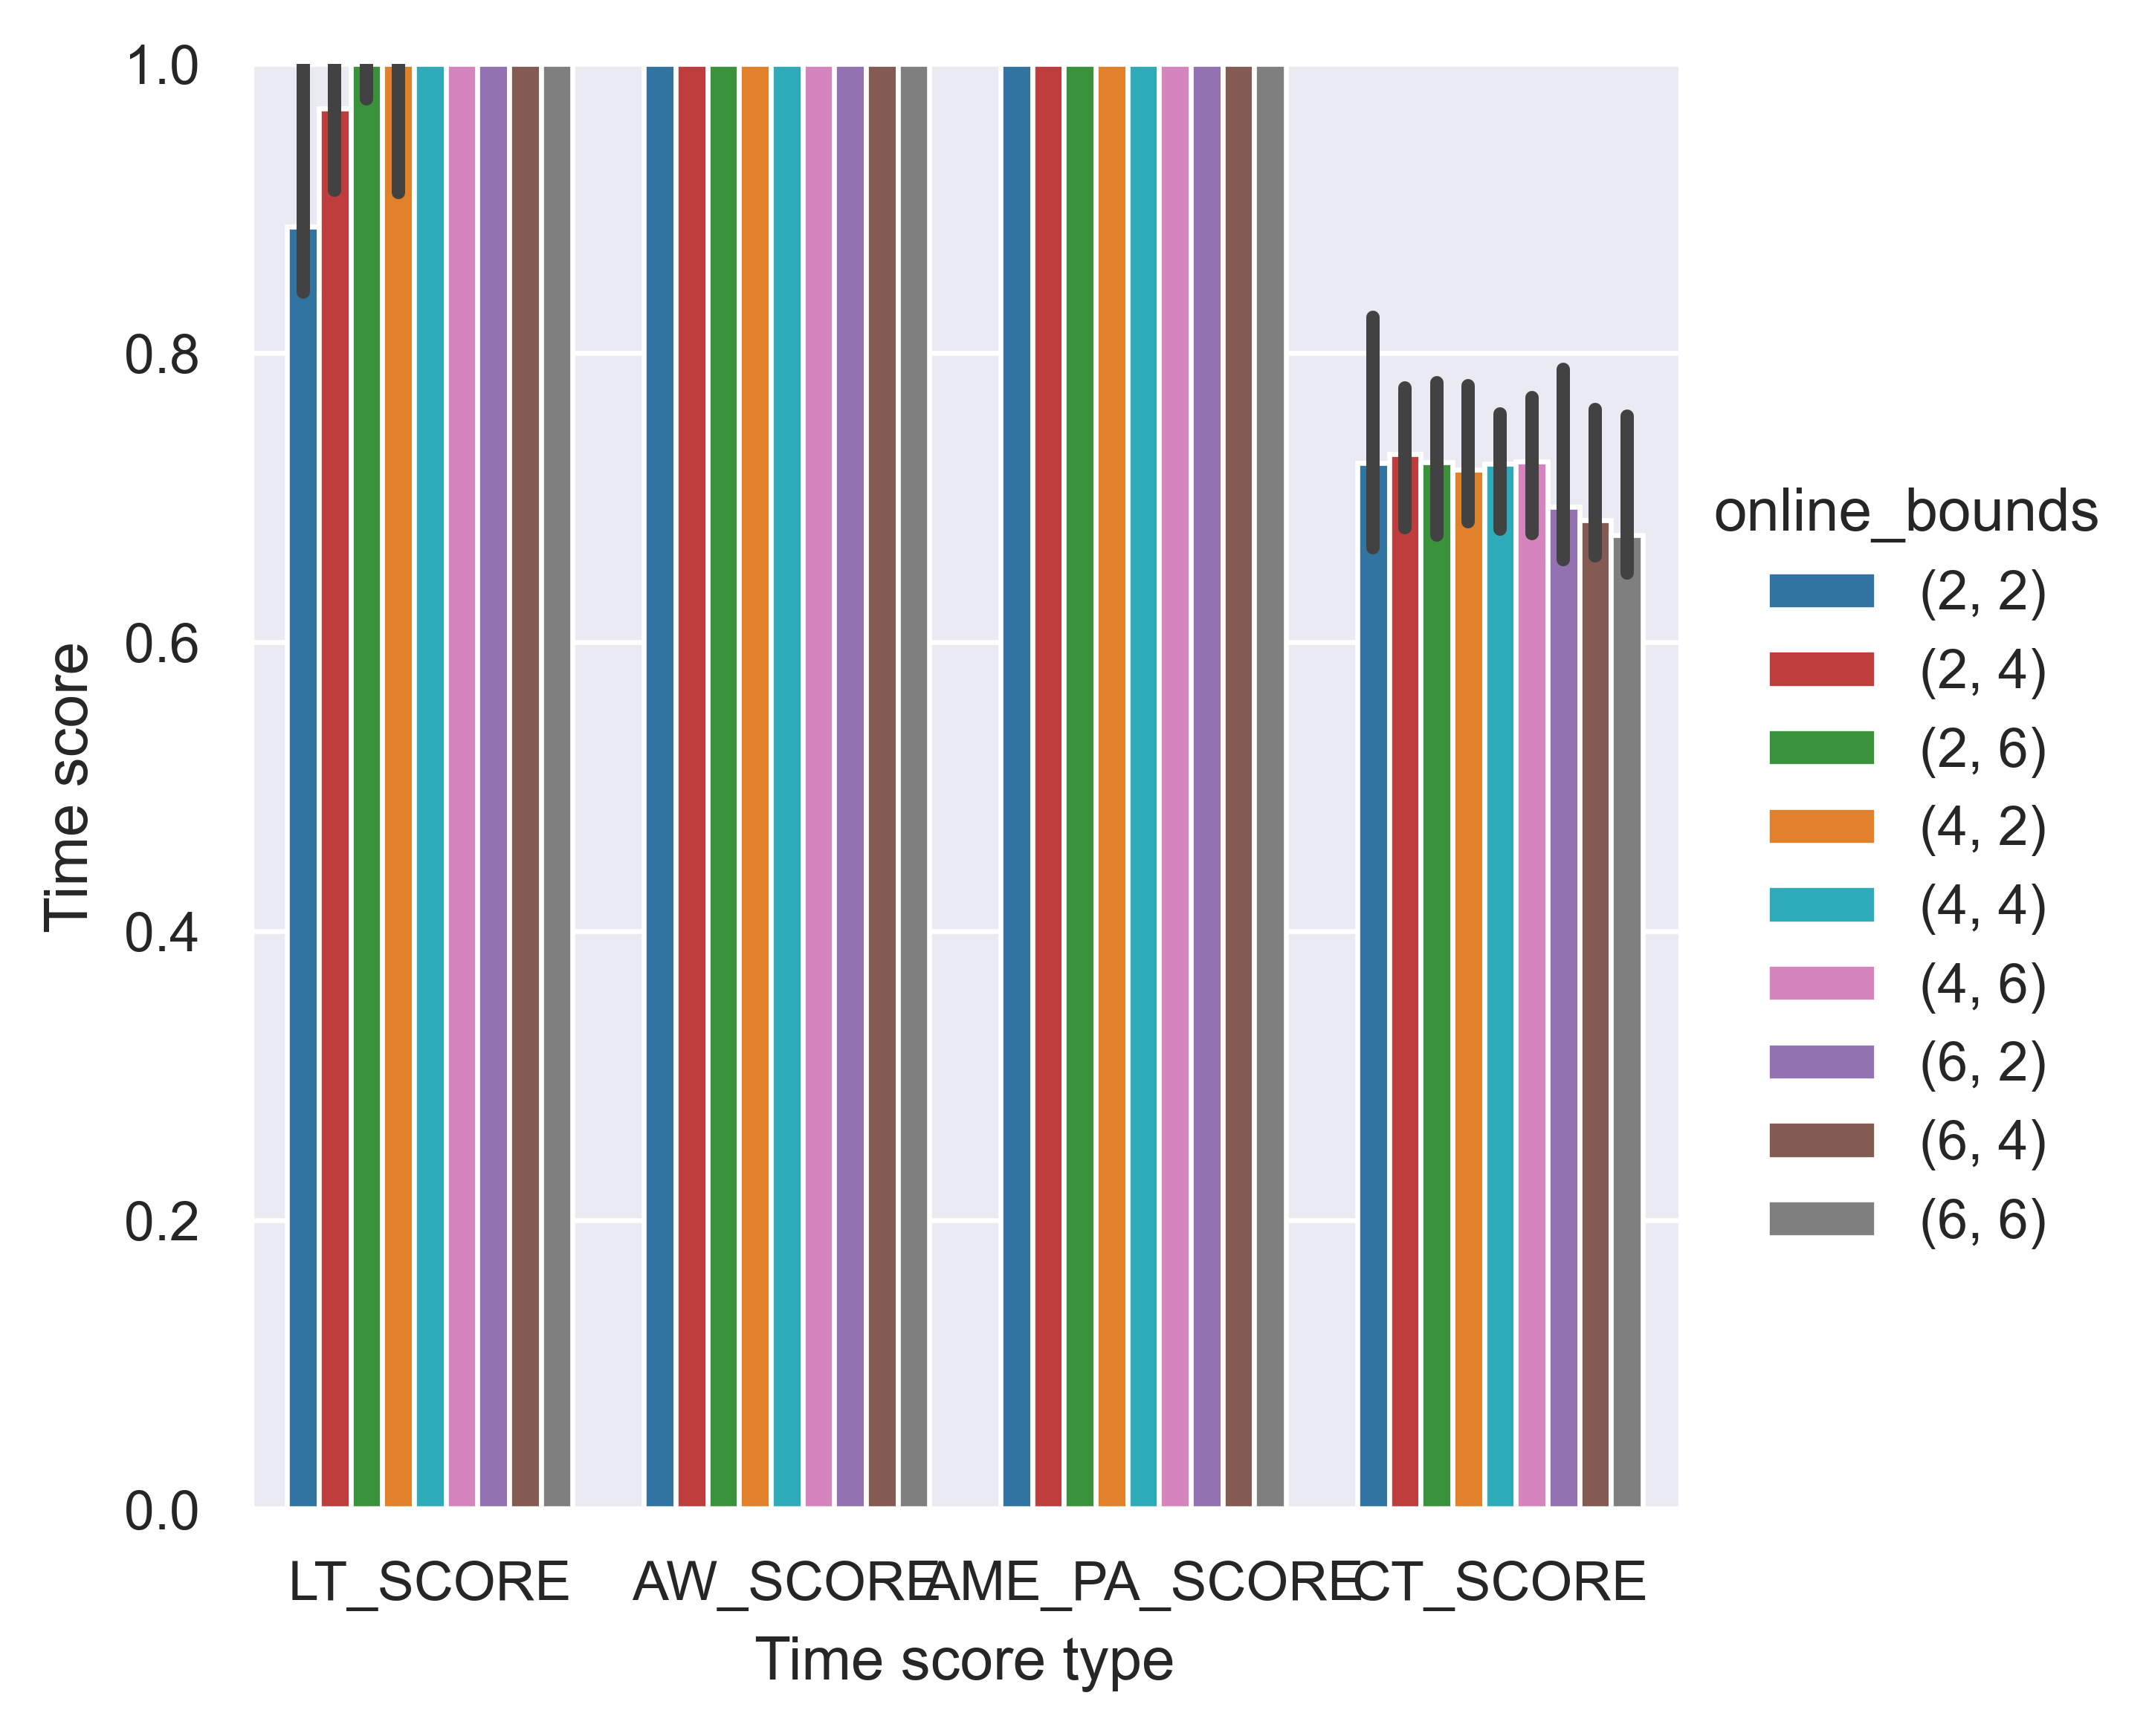 1.0
0.8
0.6
0.4
0.2
0.0
Time score
LT_SCORE
AW_SCORE
AME_PA_SCORE
CT_SCORE
Time score type
online_bounds
(2, 2)
(2, 4)
(2, 6)
(4, 2)
(4, 4)
(4, 6)
(6, 2)
(6, 4)
(6, 6)